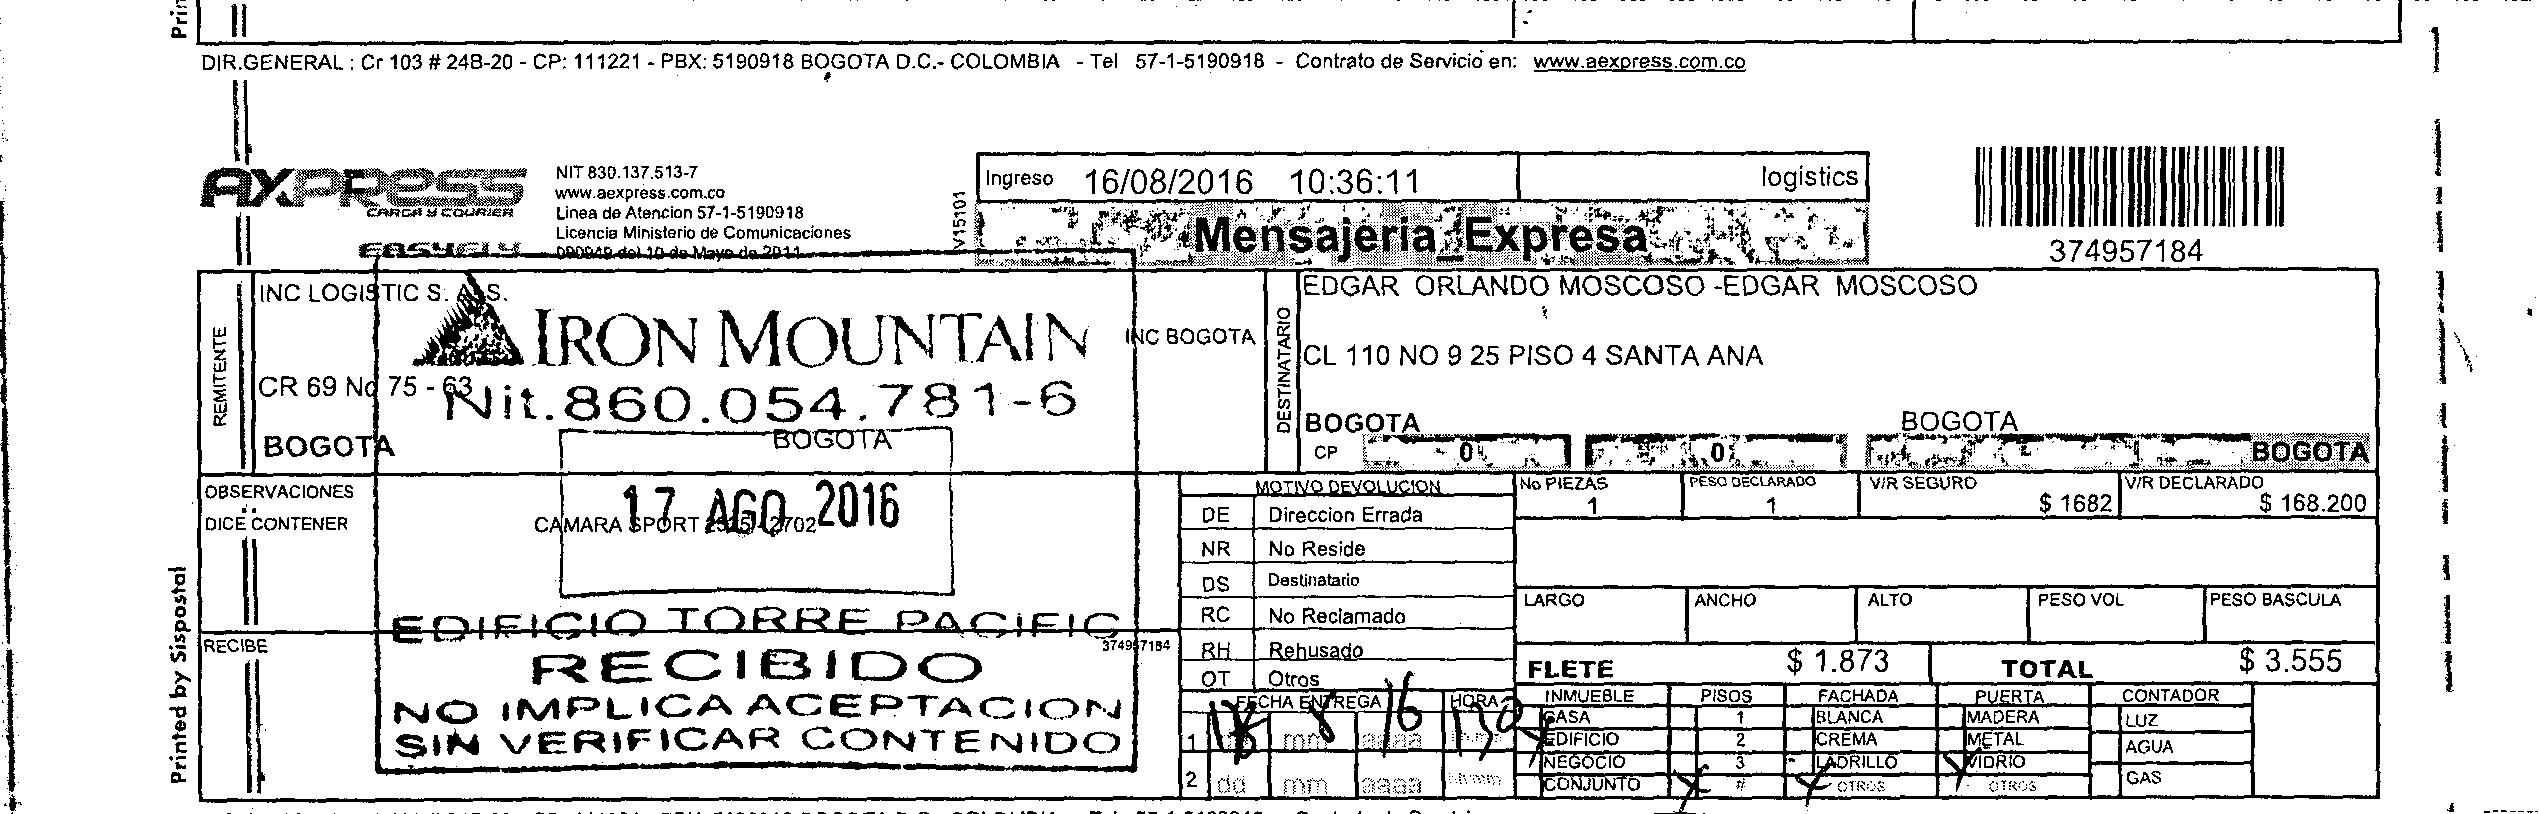 DIR.GENERAL : Cr 103 # 24B-20 - CP: 111221 - PBX: 5190918 BOGOTA D.C.- COLOMBIA - Tel 57-1-5190918 - Contrato de Servicio en: www.aexpress.com.co
AXPRESS
CARGA Y COURIER
EASYFLY
NIT 830.137.513-7
www.aexpress.com.co
Linea de Atencion 57-1-5190918
Licencia Ministerio de Comunicaciones
090949 del 10 de Mayo de 2011
V15101
Ingreso 16/08/2016 10:36:11 logistics
Mensajeria Expresa
374957184
REMITENTE
INC LOGISTIC S. A. S.
INC BOGOTA
CR 69 No 75 - 63
BOGOTA
BOGOTA
DESTINATARIO
EDGAR ORLANDO MOSCOSO -EDGAR MOSCOSO
CL 110 NO 9 25 PISO 4 SANTA ANA
BOGOTA BOGOTA
CP 0 0 BOGOTA
IRON MOUNTAIN
Nit.860.054.781-6
17 AGO 2016
EDIFICIO TORRE PACIFIC
RECIBIDO
NO IMPLICA ACEPTACION
SIN VERIFICAR CONTENIDO
OBSERVACIONES
DICE CONTENER
CAMARA SPORT
RECIBE
374957184
Printed by Sispostal
MOTIVO DEVOLUCION
DE Direccion Errada
NR No Reside
DS Destinatario
RC No Reclamado
RH Rehusado
OT Otros
FECHA ENTREGA HORA
1 mm aaaa
2 dd mm aaaa hh:mm
No PIEZAS PESO DECLARADO V/R SEGURO V/R DECLARADO
1 1 $ 1682 $ 168.200
LARGO ANCHO ALTO PESO VOL PESO BASCULA
FLETE $ 1.873 TOTAL $ 3.555
INMUEBLE PISOS FACHADA PUERTA CONTADOR
CASA 1 BLANCA MADERA LUZ
EDIFICIO 2 CREMA METAL AGUA
NEGOCIO 3 LADRILLO VIDRIO
CONJUNTO # OTROS OTROS GAS